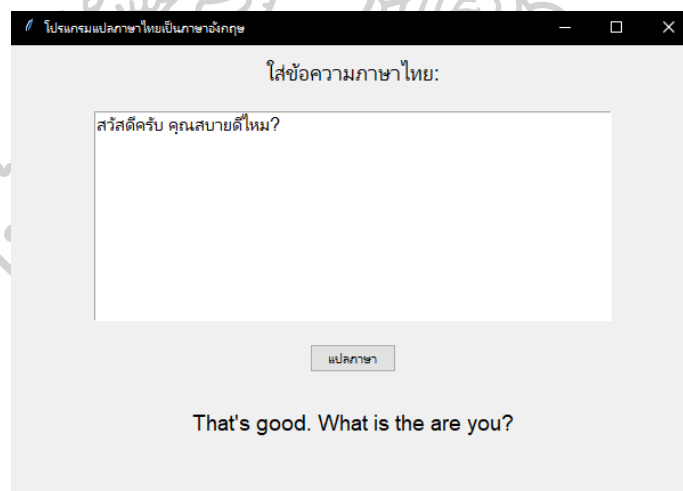 โปรแกรมแปลภาษาไทยเป็นภาษาอังกฤษ
ใส่ข้อความภาษาไทย:
สวัสดีครับ คุณสบายดีไหม?
แปลภาษา
That's good. What is the are you?